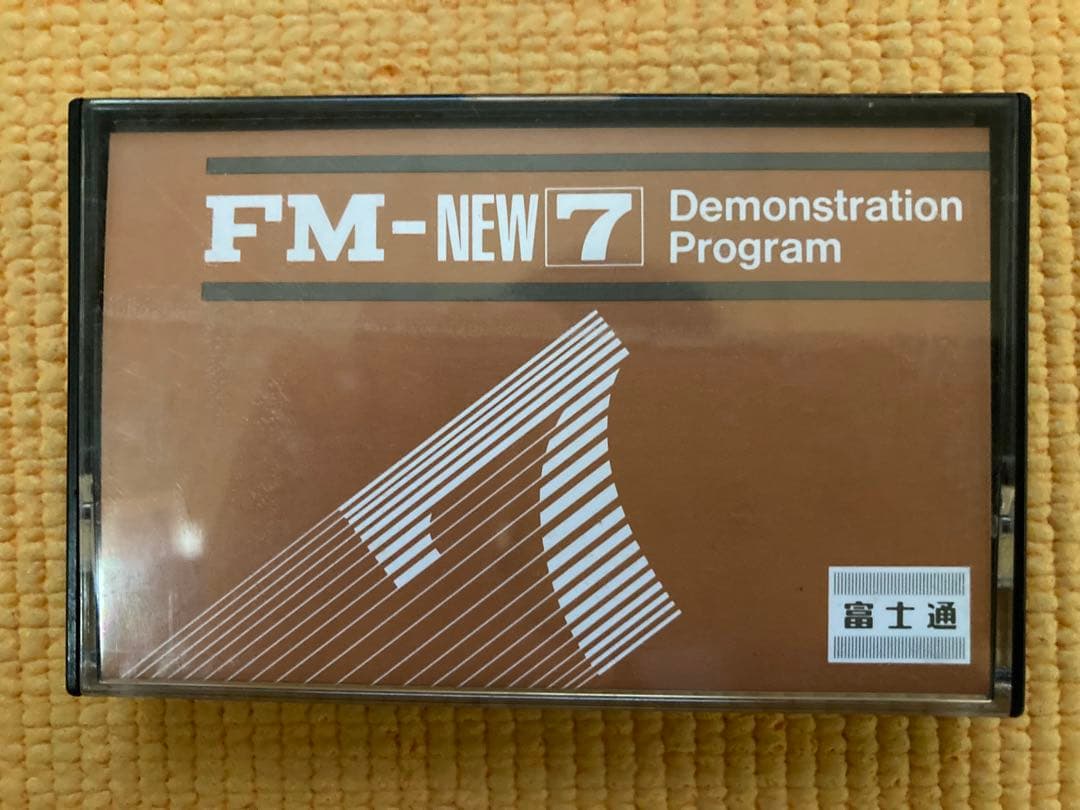 FM-NEW7 Demonstration
Program
富士通